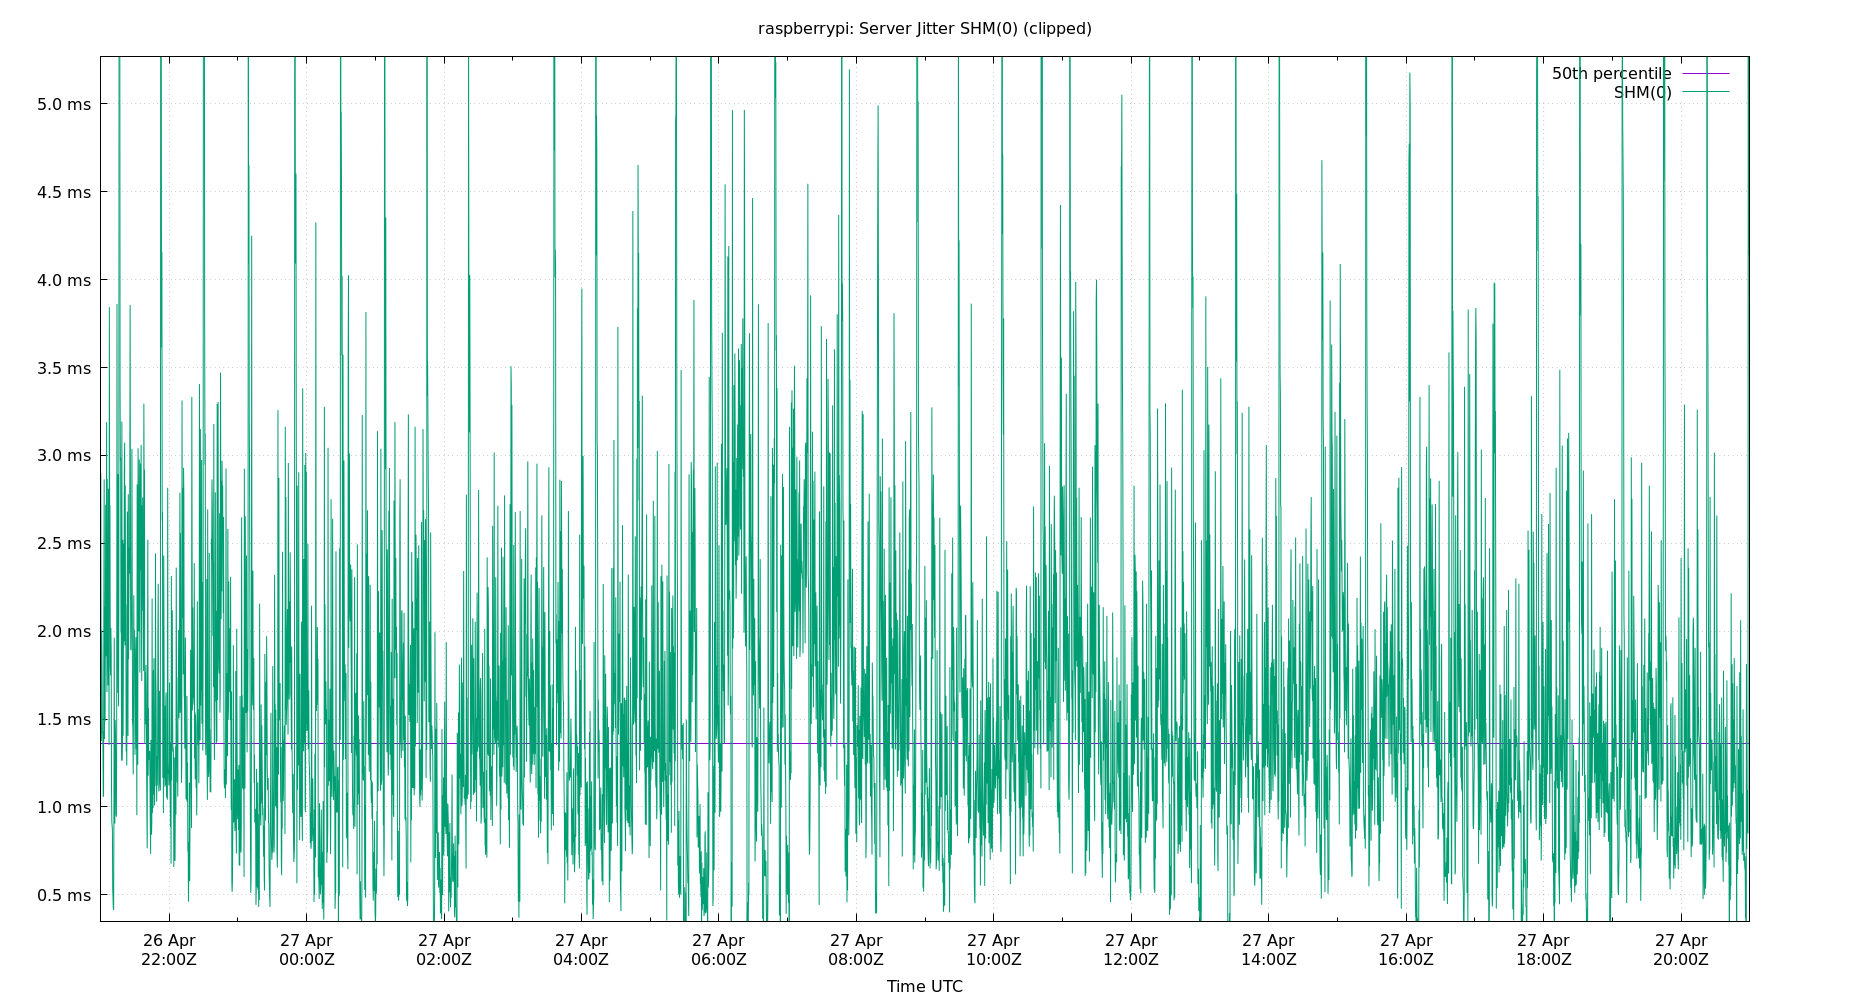 raspberrypi: Server Jitter SHM(0) (clipped)
50th percentile
SHM(0)
5.0 ms
4.5 ms
4.0 ms
3.5 ms
3.0 ms
2.5 ms
2.0 ms
1.5 ms
1.0 ms
0.5 ms
26 Apr 27 Apr 27 Apr 27 Apr 27 Apr 27 Apr 27 Apr 27 Apr 27 Apr 27 Apr 27 Apr 27 Apr
22:00Z 00:00Z 02:00Z 04:00Z 06:00Z 08:00Z 10:00Z 12:00Z 14:00Z 16:00Z 18:00Z 20:00Z
Time UTC